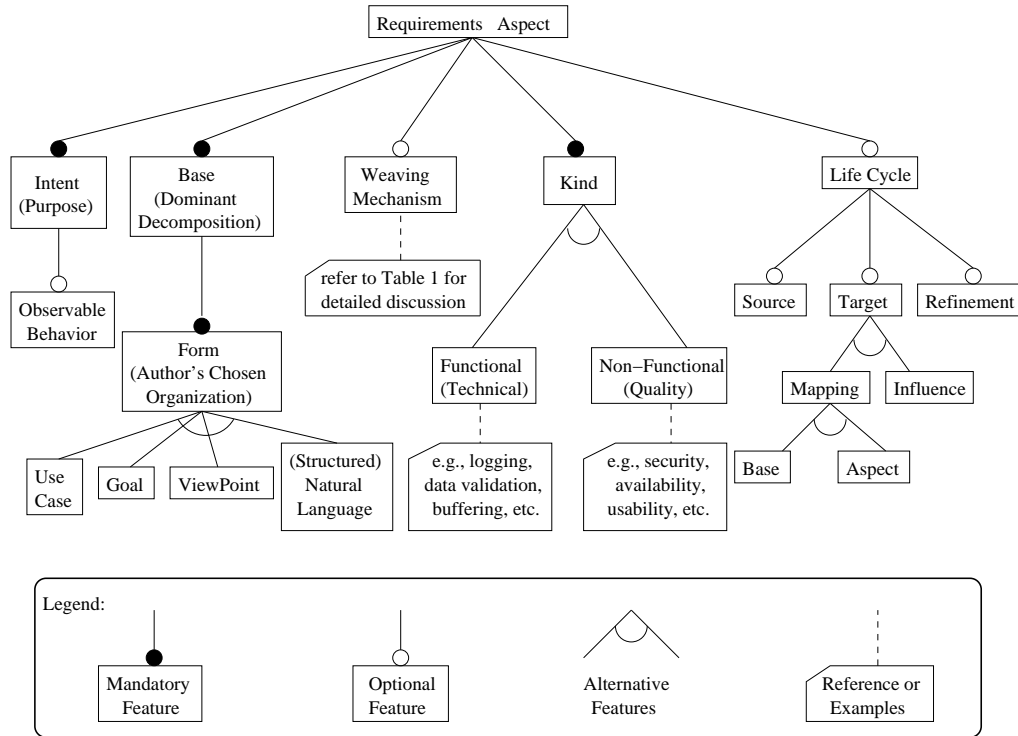 Requirements Aspect
Intent
(Purpose)
Base
(Dominant
Decomposition)
Weaving
Mechanism
Kind
Life Cycle
Observable
Behavior
refer to Table 1 for
detailed discussion
Source
Target
Refinement
Form
(Author's Chosen
Organization)
Functional
(Technical)
Non−Functional
(Quality)
Mapping
Influence
Use
Case
Goal
ViewPoint
(Structured)
Natural
Language
e.g., logging,
data validation,
buffering, etc.
e.g., security,
availability,
usability, etc.
Base
Aspect
Legend:
Mandatory
Feature
Optional
Feature
Alternative
Features
Reference or
Examples